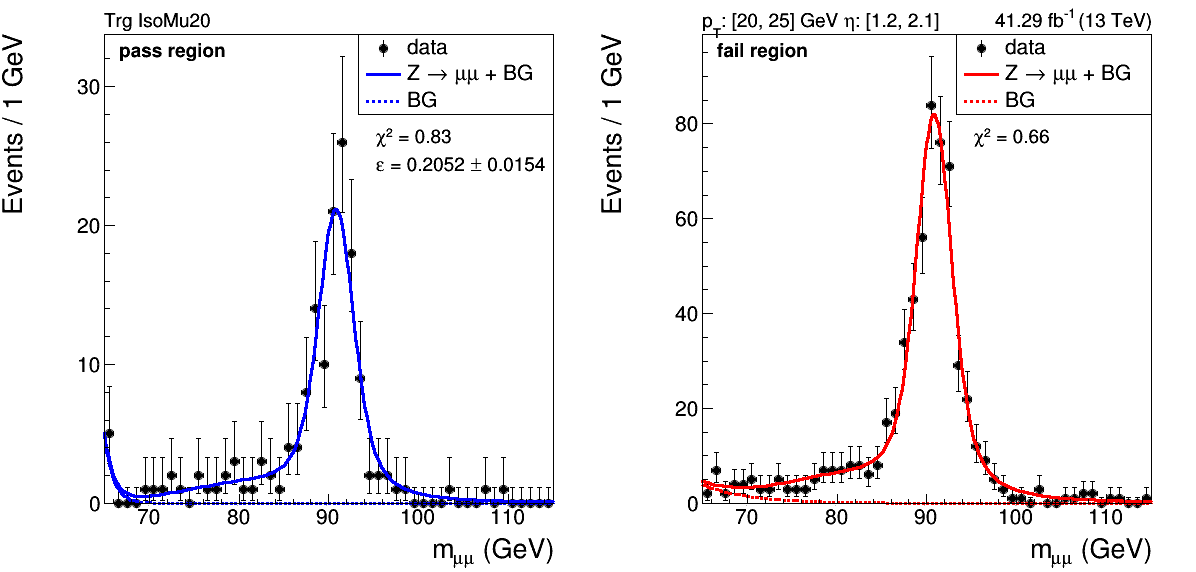 Trg IsoMu20
pass region
data
Z → μμ + BG
BG
χ² = 0.83
ε = 0.2052 ± 0.0154
Events / 1 GeV
30
20
10
0
70 80 90 100 110
m_μμ (GeV)
p_T: [20, 25] GeV η: [1.2, 2.1] 41.29 fb⁻¹ (13 TeV)
fail region
data
Z → μμ + BG
BG
χ² = 0.66
Events / 1 GeV
80
60
40
20
0
70 80 90 100 110
m_μμ (GeV)